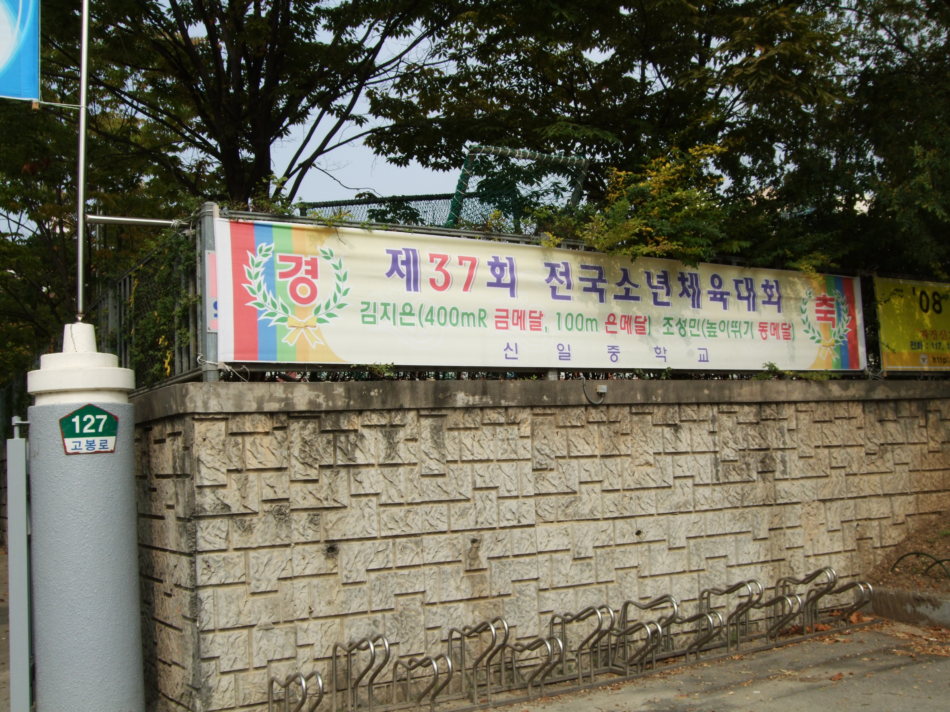 경 제37회 전국소년체육대회 축
김지은(400mR 금메달, 100m 은메달) 조성민(높이뛰기 동메달)
신일중학교
'08
127
고봉로